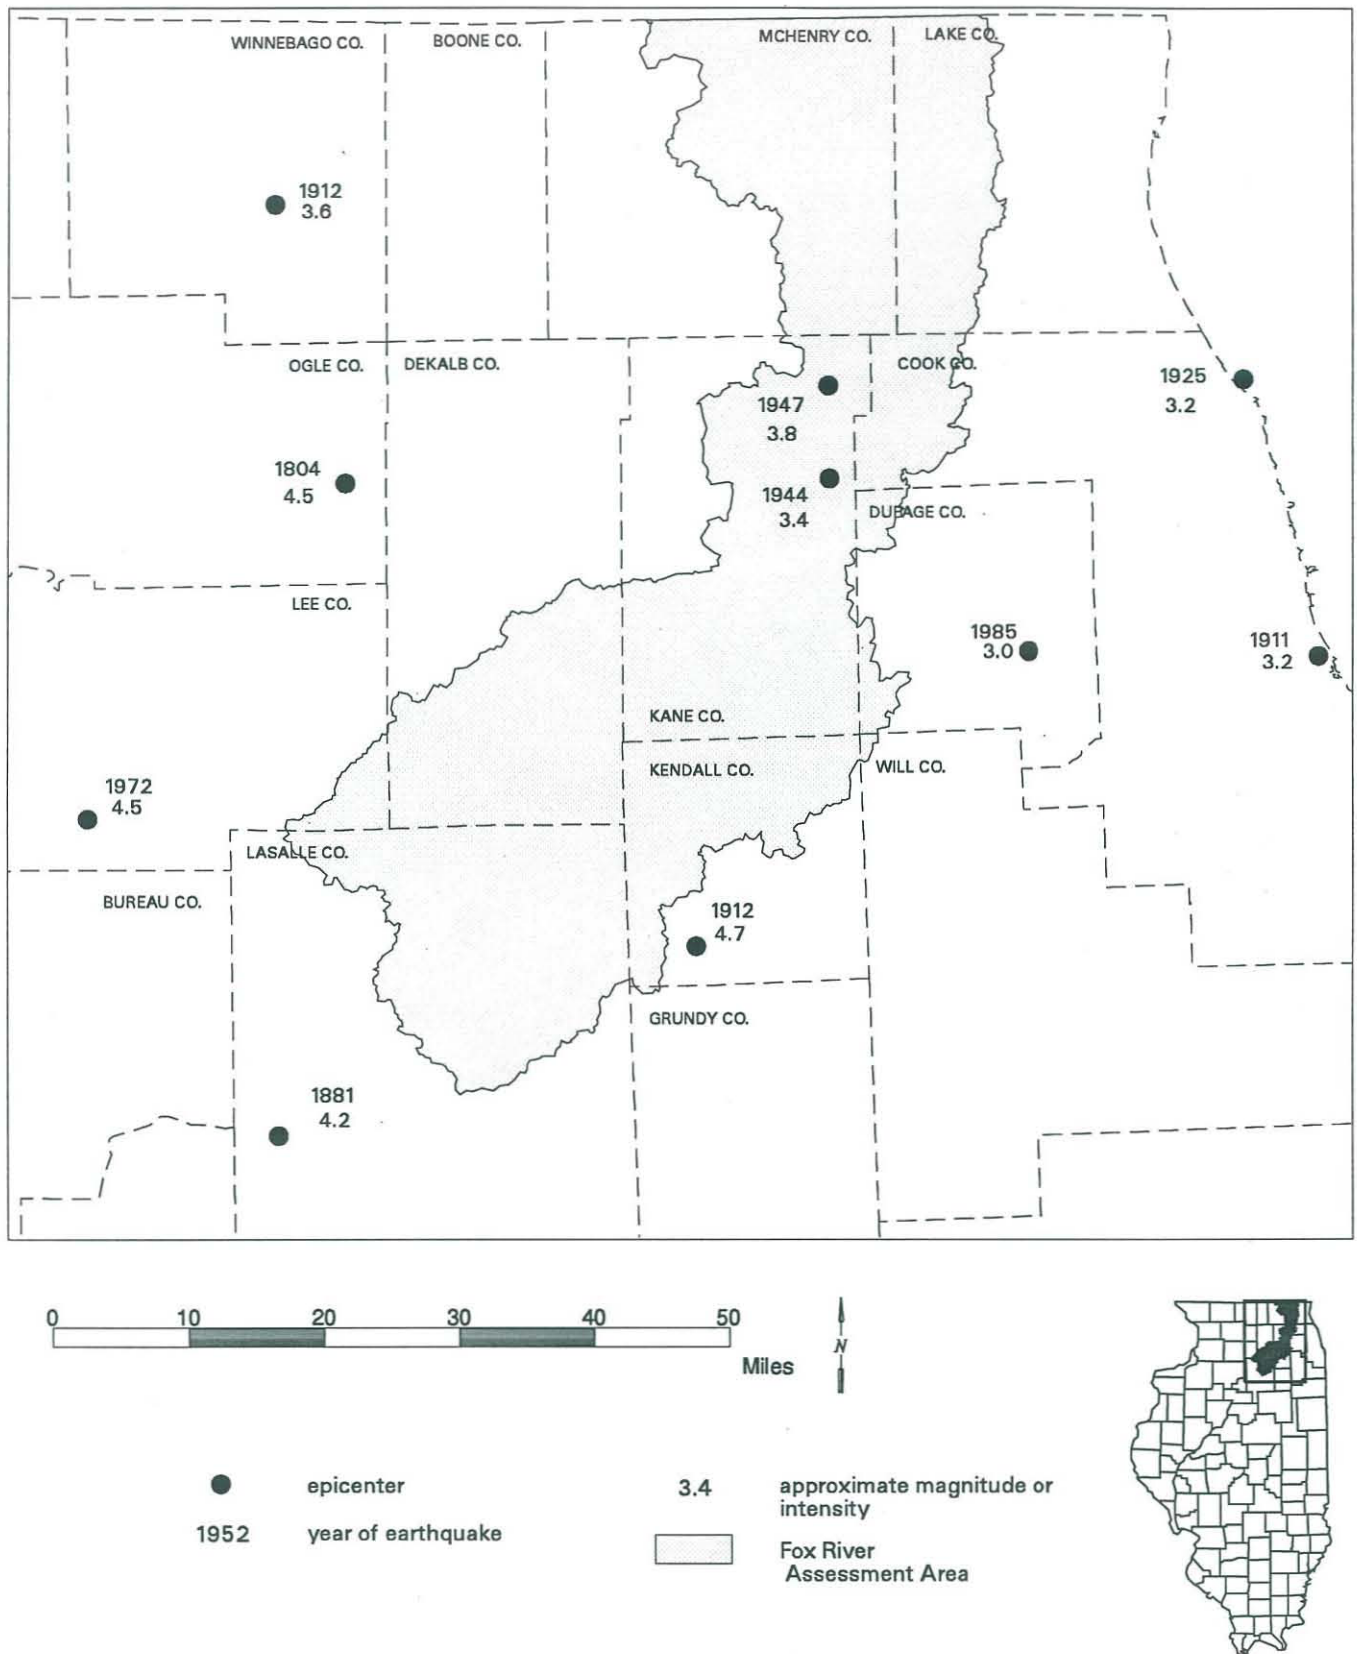 WINNEBAGO CO.
BOONE CO.
MCHENRY CO.
LAKE CO.
1912
3.6
OGLE CO.
DEKALB CO.
COOK CO.
1925
3.2
1947
3.8
1804
4.5
1944
3.4
DUPAGE CO.
LEE CO.
1985
3.0
1911
3.2
KANE CO.
KENDALL CO.
WILL CO.
1972
4.5
LASALLE CO.
BUREAU CO.
1912
4.7
GRUNDY CO.
1881
4.2
0 10 20 30 40 50
Miles
N
epicenter
1952 year of earthquake
3.4 approximate magnitude or
intensity
Fox River
Assessment Area